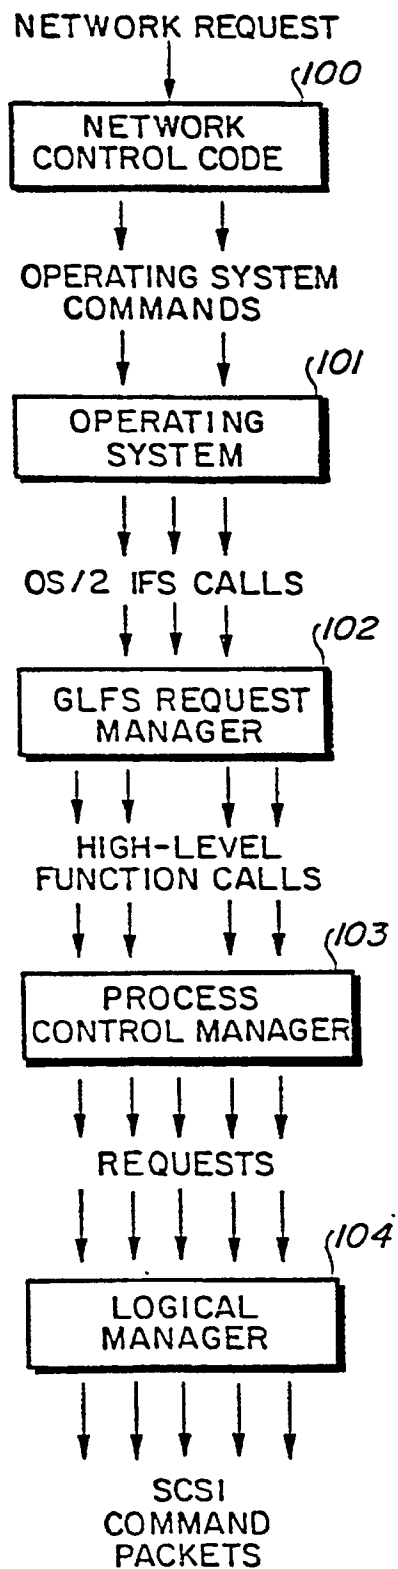 NETWORK REQUEST
100
NETWORK
CONTROL CODE
OPERATING SYSTEM
COMMANDS
101
OPERATING
SYSTEM
OS/2 IFS CALLS
102
GLFS REQUEST
MANAGER
HIGH-LEVEL
FUNCTION CALLS
103
PROCESS
CONTROL MANAGER
REQUESTS
104
LOGICAL
MANAGER
SCSI
COMMAND
PACKETS